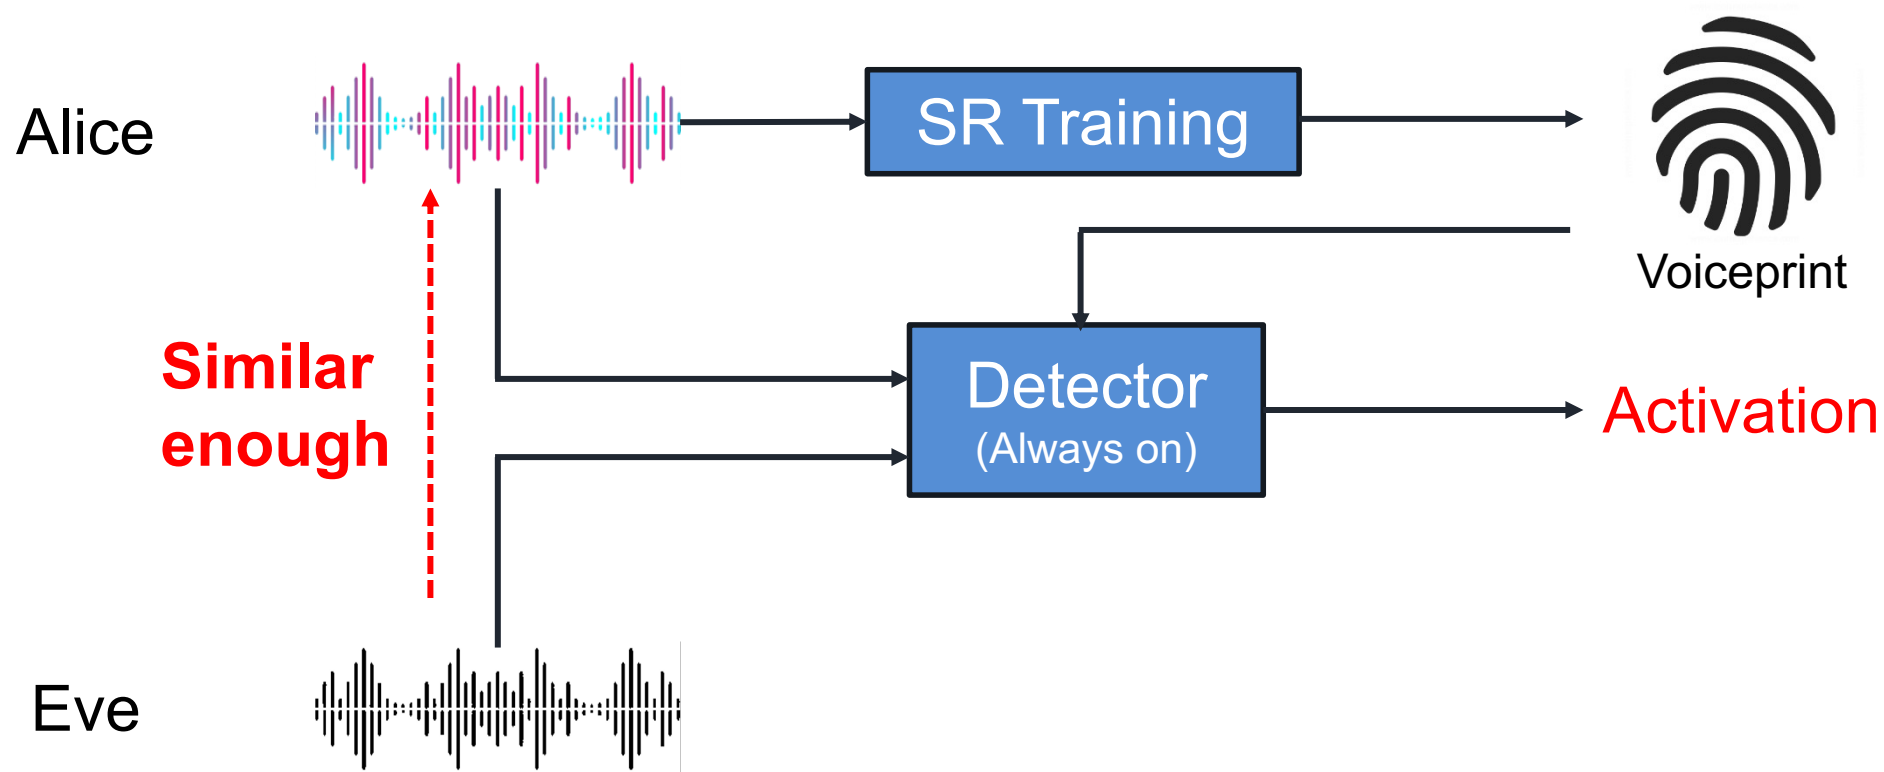 Alice
SR Training
Voiceprint
Similar
enough
Detector
(Always on)
Activation
Eve